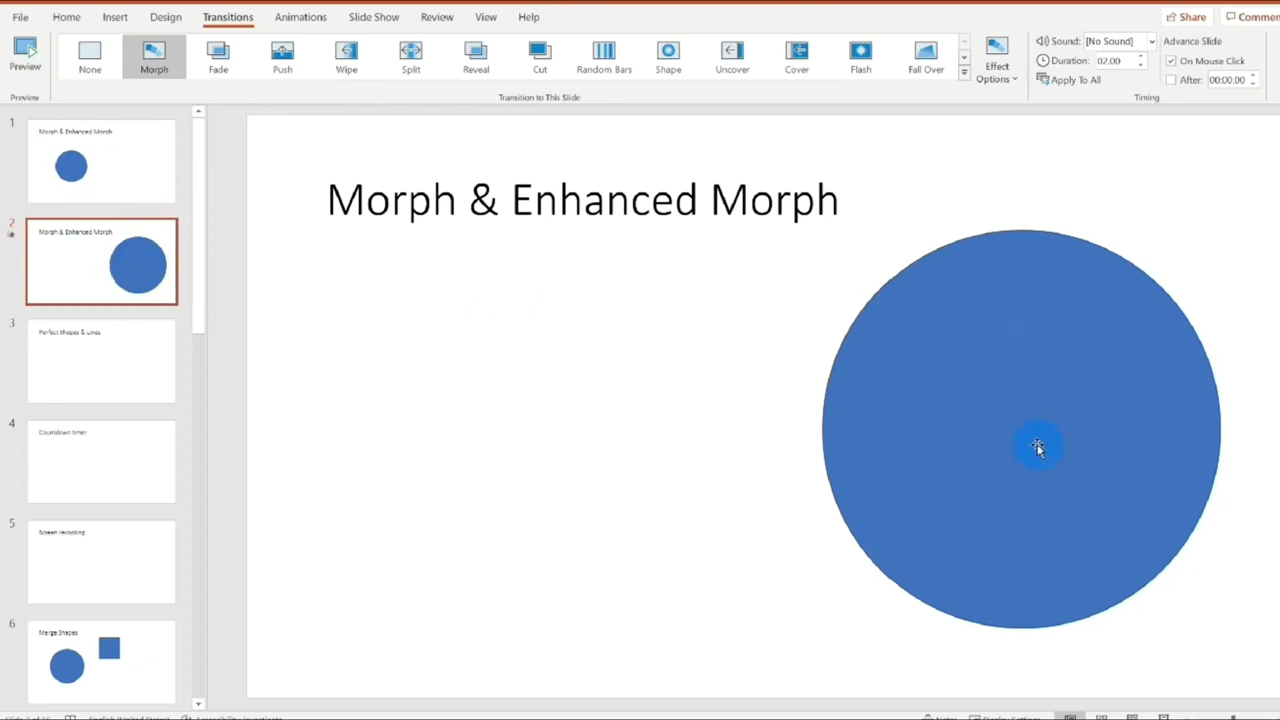 File Home Insert Design Transitions Animations Slide Show Review View Help Share
Preview
None Morph Fade Push Wipe Split Reveal Cut Random Bars Shape Uncover Cover Flash Fall Over
Effect Options
Sound: [No Sound]
Duration: 02.00
Apply To All
Advance Slide
On Mouse Click
After: 00:00.00
Preview
Transition to This Slide
Timing
1
Morph & Enhanced Morph
2
Morph & Enhanced Morph
3
Perfect Shapes & Lines
4
Countdown timer
5
Screen recording
6
Merge Shapes
Morph & Enhanced Morph